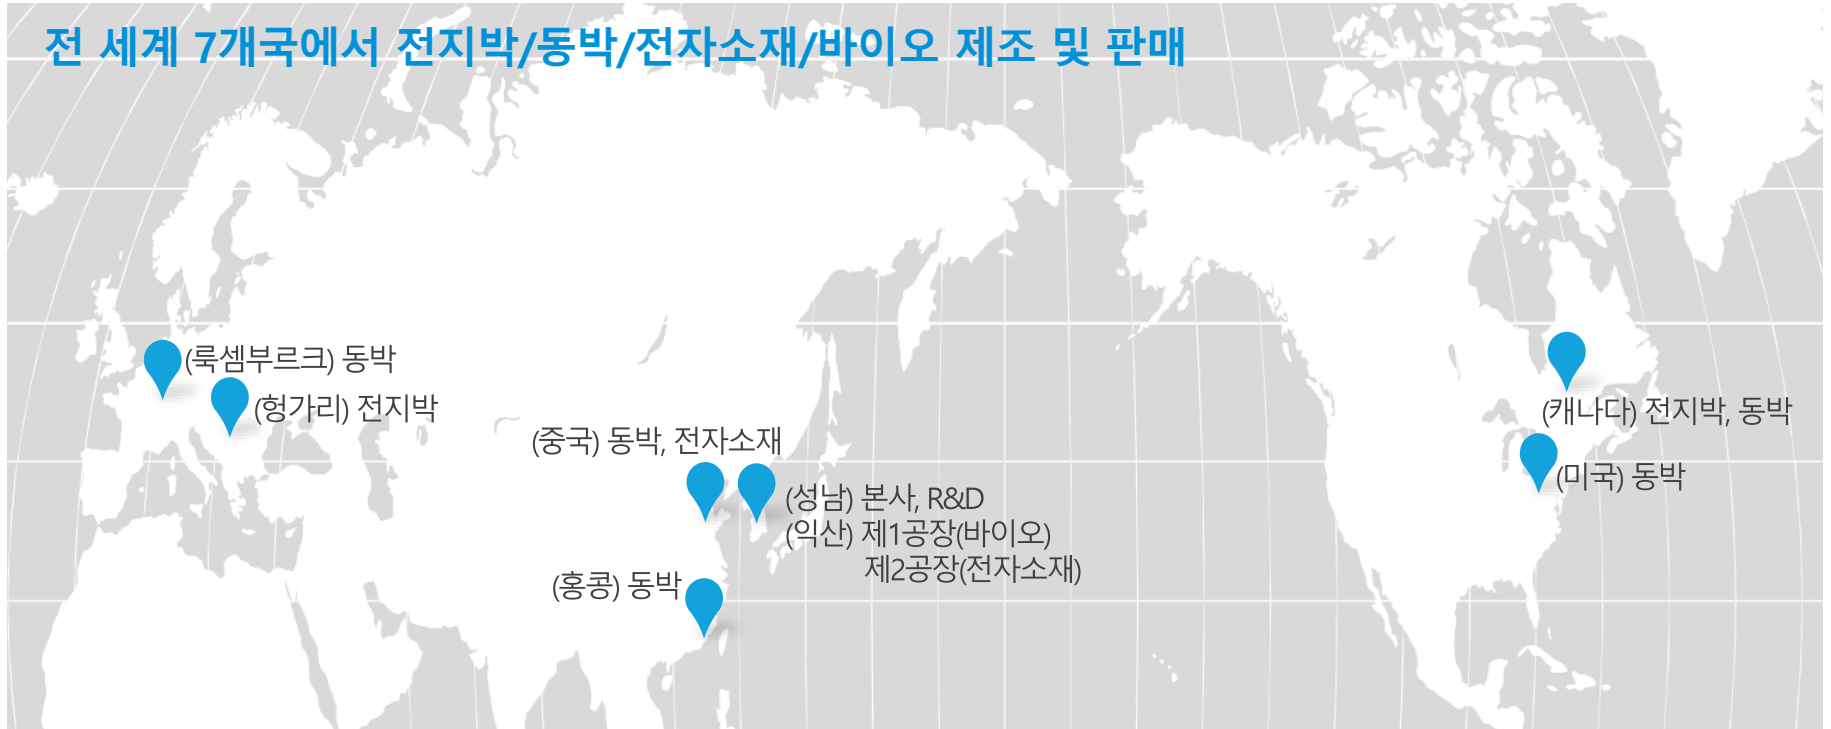 전 세계 7개국에서 전지박/동박/전자소재/바이오 제조 및 판매
(룩셈부르크) 동박
(헝가리) 전지박
(중국) 동박, 전자소재
(성남) 본사, R&D
(익산) 제1공장(바이오)
제2공장(전자소재)
(홍콩) 동박
(캐나다) 전지박, 동박
(미국) 동박